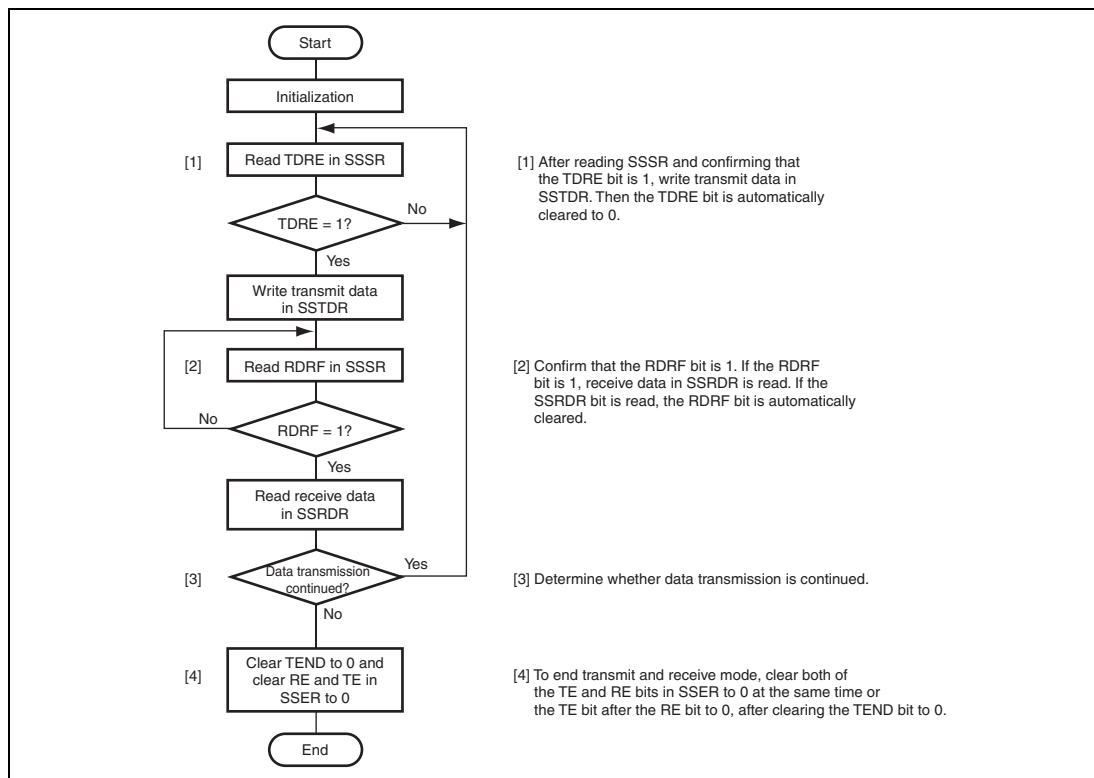 Start
Initialization
[1]
Read TDRE in SSSR
[1] After reading SSSR and confirming that
the TDRE bit is 1, write transmit data in
SSTDR. Then the TDRE bit is automatically
cleared to 0.
TDRE = 1?
No
Yes
Write transmit data
in SSTDR
[2]
Read RDRF in SSSR
[2] Confirm that the RDRF bit is 1. If the RDRF
bit is 1, receive data in SSRDR is read. If the
SSRDR bit is read, the RDRF bit is automatically
cleared.
No
RDRF = 1?
Yes
Read receive data
in SSRDR
[3]
Data transmission
continued?
Yes
[3] Determine whether data transmission is continued.
No
[4]
Clear TEND to 0 and
clear RE and TE in
SSER to 0
[4] To end transmit and receive mode, clear both of
the TE and RE bits in SSER to 0 at the same time or
the TE bit after the RE bit to 0, after clearing the TEND bit to 0.
End